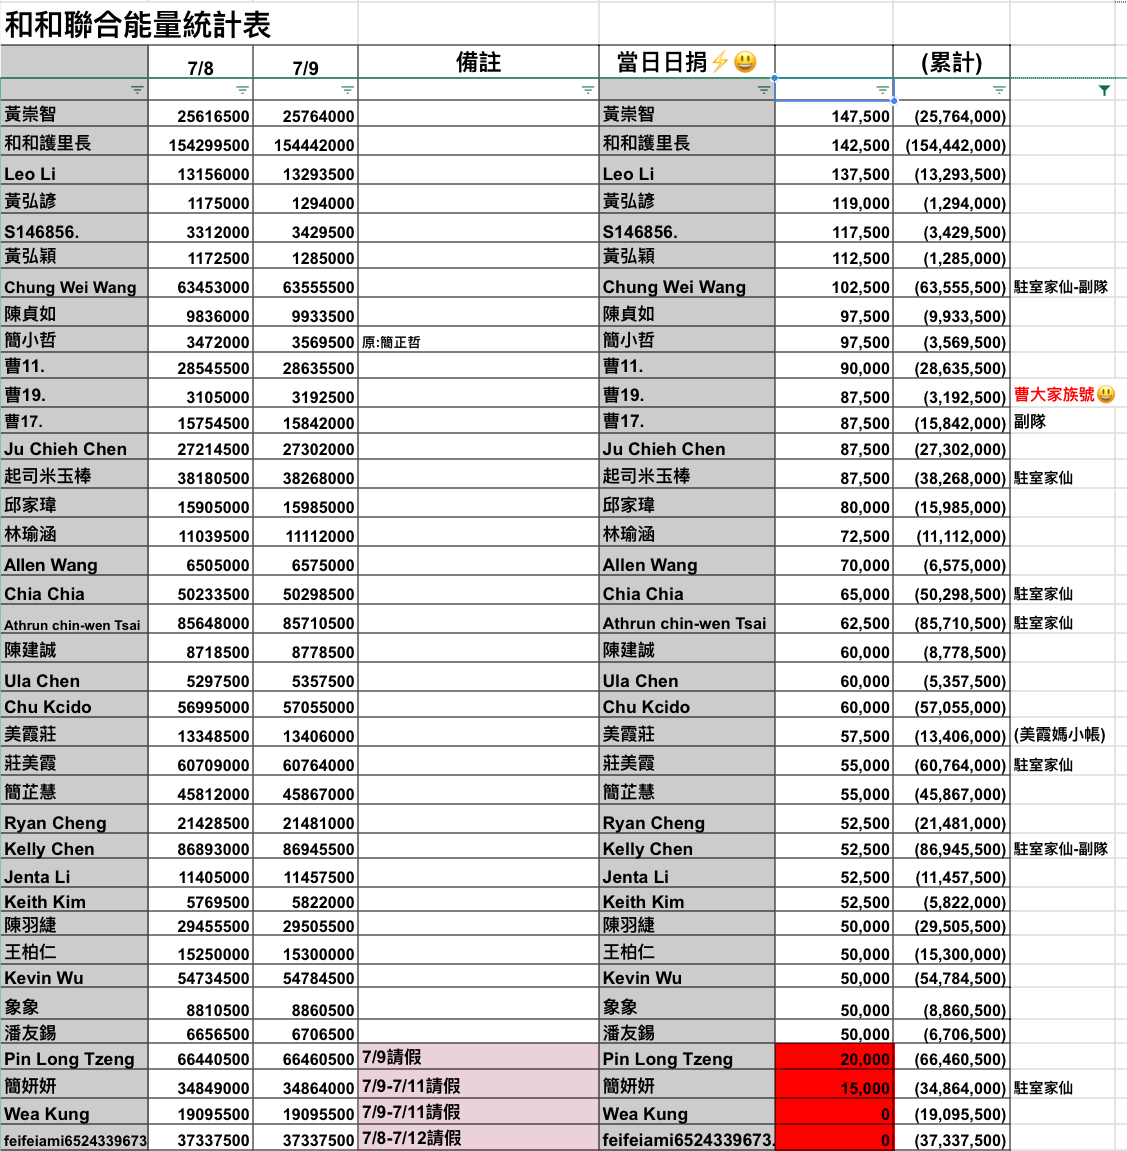 和和聯合能量統計表
7/8 7/9 備註 當日日捐⚡😃 (累計)
黃崇智 25616500 25764000 黃崇智 147,500 (25,764,000)
和和護里長 154299500 154442000 和和護里長 142,500 (154,442,000)
Leo Li 13156000 13293500 Leo Li 137,500 (13,293,500)
黃弘諺 1175000 1294000 黃弘諺 119,000 (1,294,000)
S146856. 3312000 3429500 S146856. 117,500 (3,429,500)
黃弘穎 1172500 1285000 黃弘穎 112,500 (1,285,000)
Chung Wei Wang 63453000 63555500 Chung Wei Wang 102,500 (63,555,500) 駐室家仙-副隊
陳貞如 9836000 9933500 陳貞如 97,500 (9,933,500)
簡小哲 3472000 3569500 原:簡正哲 簡小哲 97,500 (3,569,500)
曹11. 28545500 28635500 曹11. 90,000 (28,635,500)
曹19. 3105000 3192500 曹19. 87,500 (3,192,500) 曹大家族號😃
曹17. 15754500 15842000 曹17. 87,500 (15,842,000) 副隊
Ju Chieh Chen 27214500 27302000 Ju Chieh Chen 87,500 (27,302,000)
起司米玉棒 38180500 38268000 起司米玉棒 87,500 (38,268,000) 駐室家仙
邱家瑋 15905000 15985000 邱家瑋 80,000 (15,985,000)
林瑜涵 11039500 11112000 林瑜涵 72,500 (11,112,000)
Allen Wang 6505000 6575000 Allen Wang 70,000 (6,575,000)
Chia Chia 50233500 50298500 Chia Chia 65,000 (50,298,500) 駐室家仙
Athrun chin-wen Tsai 85648000 85710500 Athrun chin-wen Tsai 62,500 (85,710,500) 駐室家仙
陳建誠 8718500 8778500 陳建誠 60,000 (8,778,500)
Ula Chen 5297500 5357500 Ula Chen 60,000 (5,357,500)
Chu Kcido 56995000 57055000 Chu Kcido 60,000 (57,055,000)
美霞莊 13348500 13406000 美霞莊 57,500 (13,406,000) (美霞媽小帳)
莊美霞 60709000 60764000 莊美霞 55,000 (60,764,000) 駐室家仙
簡芷慧 45812000 45867000 簡芷慧 55,000 (45,867,000)
Ryan Cheng 21428500 21481000 Ryan Cheng 52,500 (21,481,000)
Kelly Chen 86893000 86945500 Kelly Chen 52,500 (86,945,500) 駐室家仙-副隊
Jenta Li 11405000 11457500 Jenta Li 52,500 (11,457,500)
Keith Kim 5769500 5822000 Keith Kim 52,500 (5,822,000)
陳羽緁 29455500 29505500 陳羽緁 50,000 (29,505,500)
王柏仁 15250000 15300000 王柏仁 50,000 (15,300,000)
Kevin Wu 54734500 54784500 Kevin Wu 50,000 (54,784,500)
象象 8810500 8860500 象象 50,000 (8,860,500)
潘友錫 6656500 6706500 潘友錫 50,000 (6,706,500)
Pin Long Tzeng 66440500 66460500 7/9請假 Pin Long Tzeng 20,000 (66,460,500)
簡妍妍 34849000 34864000 7/9-7/11請假 簡妍妍 15,000 (34,864,000) 駐室家仙
Wea Kung 19095500 19095500 7/9-7/11請假 Wea Kung 0 (19,095,500)
feifeiami6524339673 37337500 37337500 7/8-7/12請假 feifeiami6524339673. 0 (37,337,500)